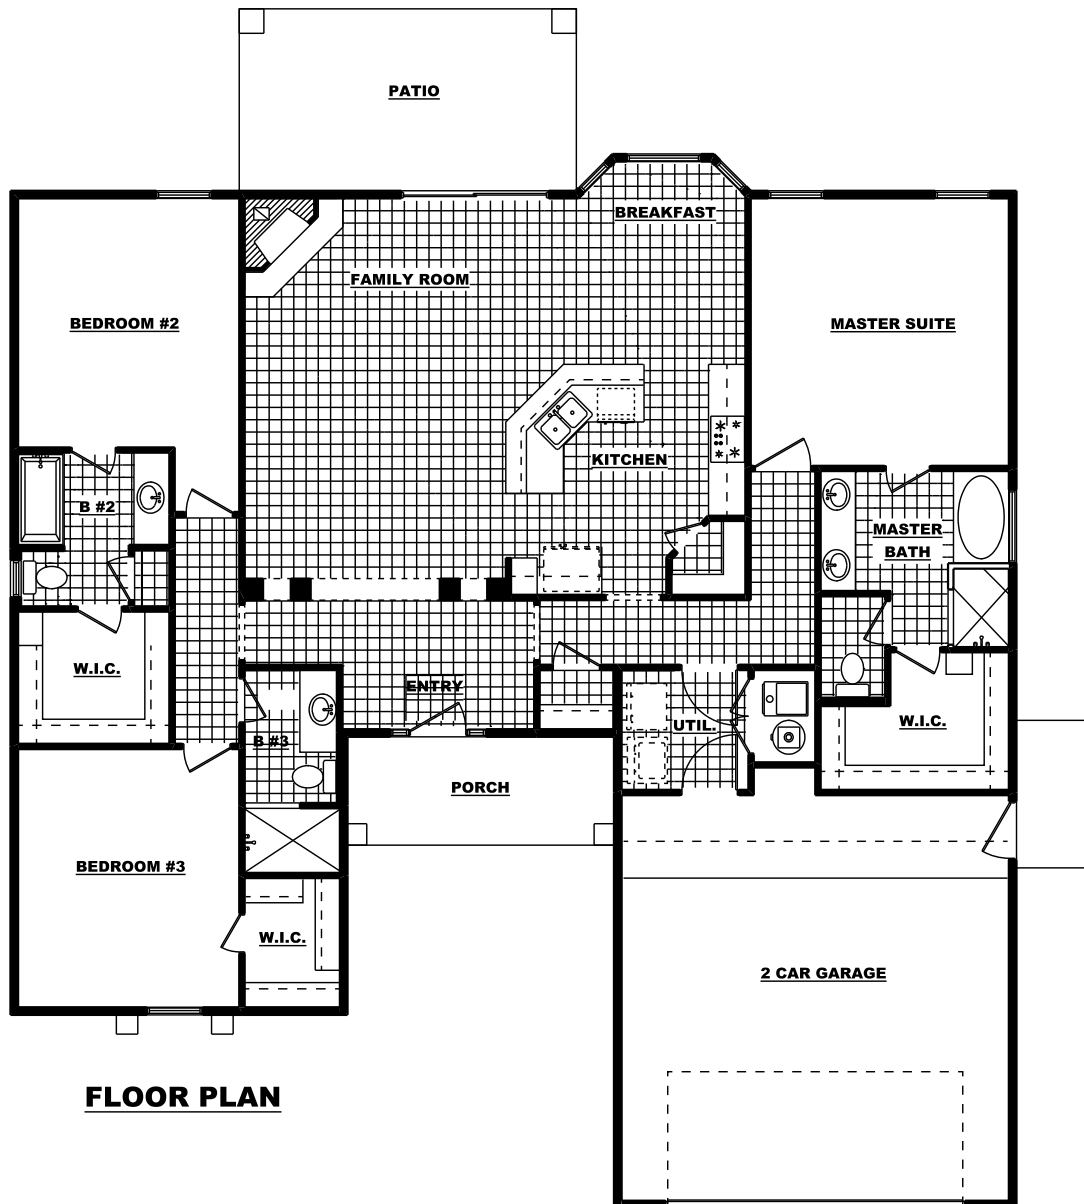 PATIO
BREAKFAST
FAMILY ROOM
BEDROOM #2
MASTER SUITE
KITCHEN
B #2
MASTER
BATH
W.I.C.
ENTRY
UTIL.
W.I.C.
B #3
PORCH
BEDROOM #3
W.I.C.
2 CAR GARAGE
FLOOR PLAN